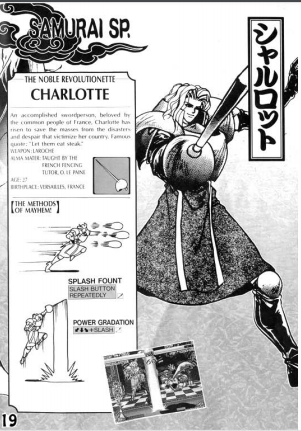 SAMURAI SP.
シャルロット
THE NOBLE REVOLUTIONETTE
CHARLOTTE
An accomplished swordperson, beloved by
the common people of France, Charlotte has
risen to save the masses from the disasters
and despair that victimize her country. Famous
quote: "Let them eat steak."
WEAPON: LAROCHE
ALMA MATER: TAUGHT BY THE
FRENCH FENCING
TUTOR, O.I.F. PAINE
AGE: 27
BIRTHPLACE: VERSAILLES, FRANCE
【THE METHODS
OF MAYHEM!】
SPLASH FOUNT
SLASH BUTTON
REPEATEDLY
POWER GRADATION
+SLASH
19